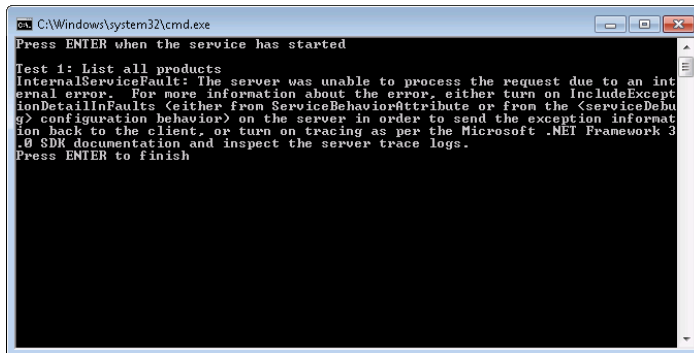 C:\Windows\system32\cmd.exe
Press ENTER when the service has started
Test 1: List all products
InternalServiceFault: The server was unable to process the request due to an int
ernal error.  For more information about the error, either turn on IncludeExcept
ionDetailInFaults (either from ServiceBehaviorAttribute or from the <serviceDebu
g> configuration behavior) on the server in order to send the exception informat
ion back to the client, or turn on tracing as per the Microsoft .NET Framework 3
.0 SDK documentation and inspect the server trace logs.
Press ENTER to finish